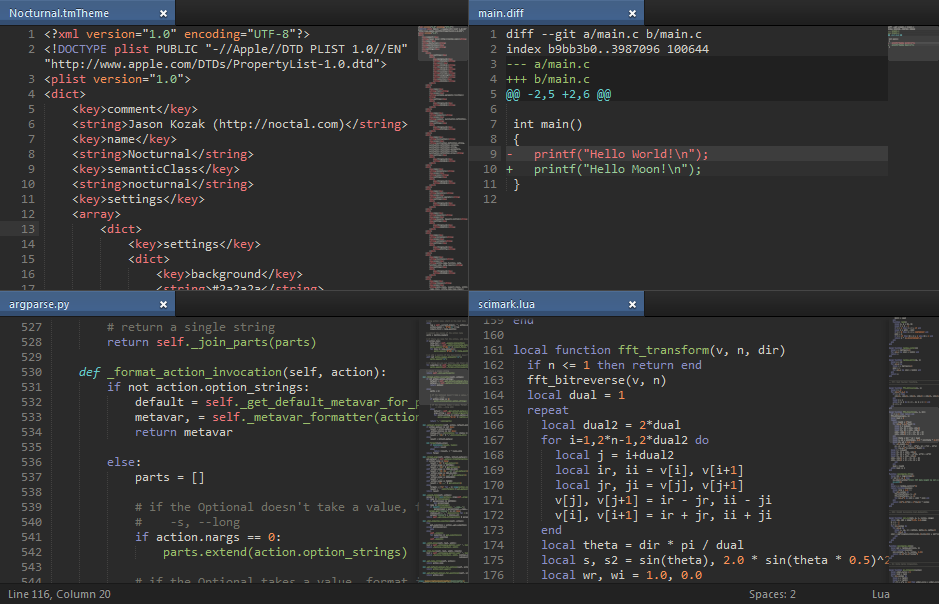 Nocturnal.tmTheme ×
1 <?xml version="1.0" encoding="UTF-8"?>
2 <!DOCTYPE plist PUBLIC "-//Apple//DTD PLIST 1.0//EN"
"http://www.apple.com/DTDs/PropertyList-1.0.dtd">
3 <plist version="1.0">
4 <dict>
5     <key>comment</key>
6     <string>Jason Kozak (http://noctal.com)</string>
7     <key>name</key>
8     <string>Nocturnal</string>
9     <key>semanticClass</key>
10     <string>nocturnal</string>
11     <key>settings</key>
12     <array>
13         <dict>
14             <key>settings</key>
15             <dict>
16                 <key>background</key>
17                 <string>#2a2a2a</string>
main.diff ×
1 diff --git a/main.c b/main.c
2 index b9bb3b0..3987096 100644
3 --- a/main.c
4 +++ b/main.c
5 @@ -2,5 +2,6 @@
6
7  int main()
8  {
9 -   printf("Hello World!\n");
10 +   printf("Hello Moon!\n");
11  }
12
argparse.py ×
527         # return a single string
528         return self._join_parts(parts)
529
530     def _format_action_invocation(self, action):
531         if not action.option_strings:
532             default = self._get_default_metavar_for_p
533             metavar, = self._metavar_formatter(action
534             return metavar
535
536         else:
537             parts = []
538
539             # if the Optional doesn't take a value,
540             #    -s, --long
541             if action.nargs == 0:
542                 parts.extend(action.option_strings)
543
544             # if the Optional takes a value, format
scimark.lua ×
159 end
160
161 local function fft_transform(v, n, dir)
162   if n <= 1 then return end
163   fft_bitreverse(v, n)
164   local dual = 1
165   repeat
166     local dual2 = 2*dual
167     for i=1,2*n-1,2*dual2 do
168       local j = i+dual2
169       local ir, ii = v[i], v[i+1]
170       local jr, ji = v[j], v[j+1]
171       v[j], v[j+1] = ir - jr, ii - ji
172       v[i], v[i+1] = ir + jr, ii + ji
173     end
174     local theta = dir * pi / dual
175     local s, s2 = sin(theta), 2.0 * sin(theta * 0.5)^2
176     local wr, wi = 1.0, 0.0
Line 116, Column 20 Spaces: 2 Lua